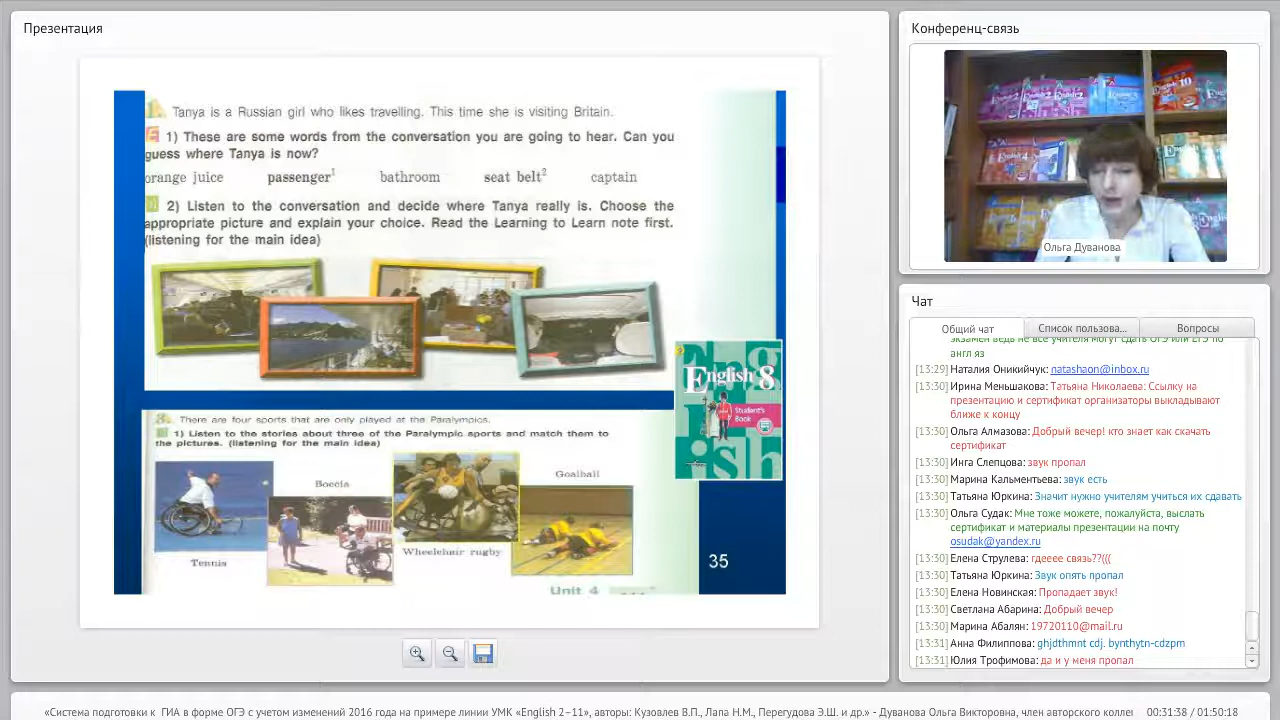 Презентация
Tanya is a Russian girl who likes travelling. This time she is visiting Britain.
1) These are some words from the conversation you are going to hear. Can you
guess where Tanya is now?
orange juice passenger¹ bathroom seat belt² captain
2) Listen to the conversation and decide where Tanya really is. Choose the
appropriate picture and explain your choice. Read the Learning to Learn note first.
(listening for the main idea)
English 8
Student's
Book
There are four sports that are only played at the Paralympics.
1) Listen to the stories about three of the Paralympic sports and match them to
the pictures. (listening for the main idea)
Tennis
Boccia
Wheelchair rugby
Goalball
Unit 4
35
Конференц-связь
Ольга Дуванова
Чат
Общий чат
Список пользова...
Вопросы
экзамен ведь не все учителя могут сдать ОГЭ или ЕГЭ по
англ яз
[13:29] Наталия Оникийчук: natashaon@inbox.ru
[13:30] Ирина Меньшакова: Татьяна Николаева: Ссылку на
презентацию и сертификат организаторы выкладывают
ближе к концу
[13:30] Ольга Алмазова: Добрый вечер! кто знает как скачать
сертификат
[13:30] Инга Слепцова: звук пропал
[13:30] Марина Кальментьева: звук есть
[13:30] Татьяна Юркина: Значит нужно учителям учиться их сдавать
[13:30] Ольга Судак: Мне тоже можете, пожалуйста, выслать
сертификат и материалы презентации на почту
osudak@yandex.ru
[13:30] Елена Струлева: гдееее связь??(((
[13:30] Татьяна Юркина: Звук опять пропал
[13:30] Елена Новинская: Пропадает звук!
[13:30] Светлана Абарина: Добрый вечер
[13:30] Марина Абалян: 19720110@mail.ru
[13:31] Анна Филиппова: ghjdthmnt cdj. bynthytn-cdzpm
[13:31] Юлия Трофимова: да и у меня пропал
«Система подготовки к ГИА в форме ОГЭ с учетом изменений 2016 года на примере линии УМК «English 2–11», авторы: Кузовлев В.П., Лапа Н.М., Перегудова Э.Ш. и др.» - Дуванова Ольга Викторовна, член авторского коллек 00:31:38 / 01:50:18